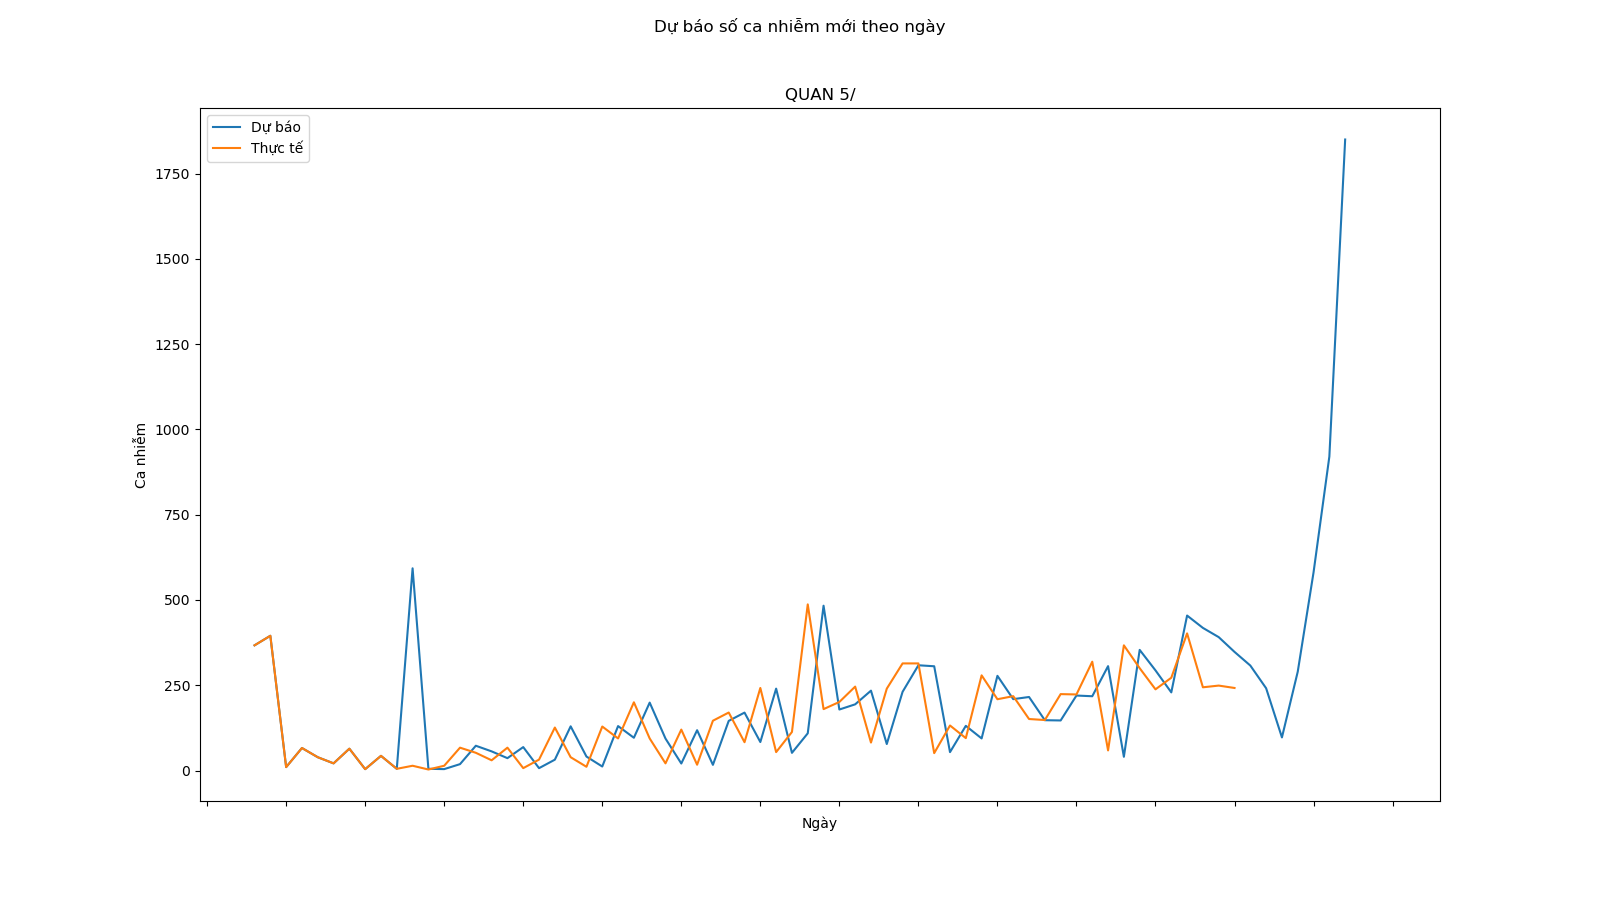 Dự báo số ca nhiễm mới theo ngày
QUAN 5/
Dự báo
Thực tế
1750
1500
1250
1000
750
500
250
0
Ca nhiễm
Ngày